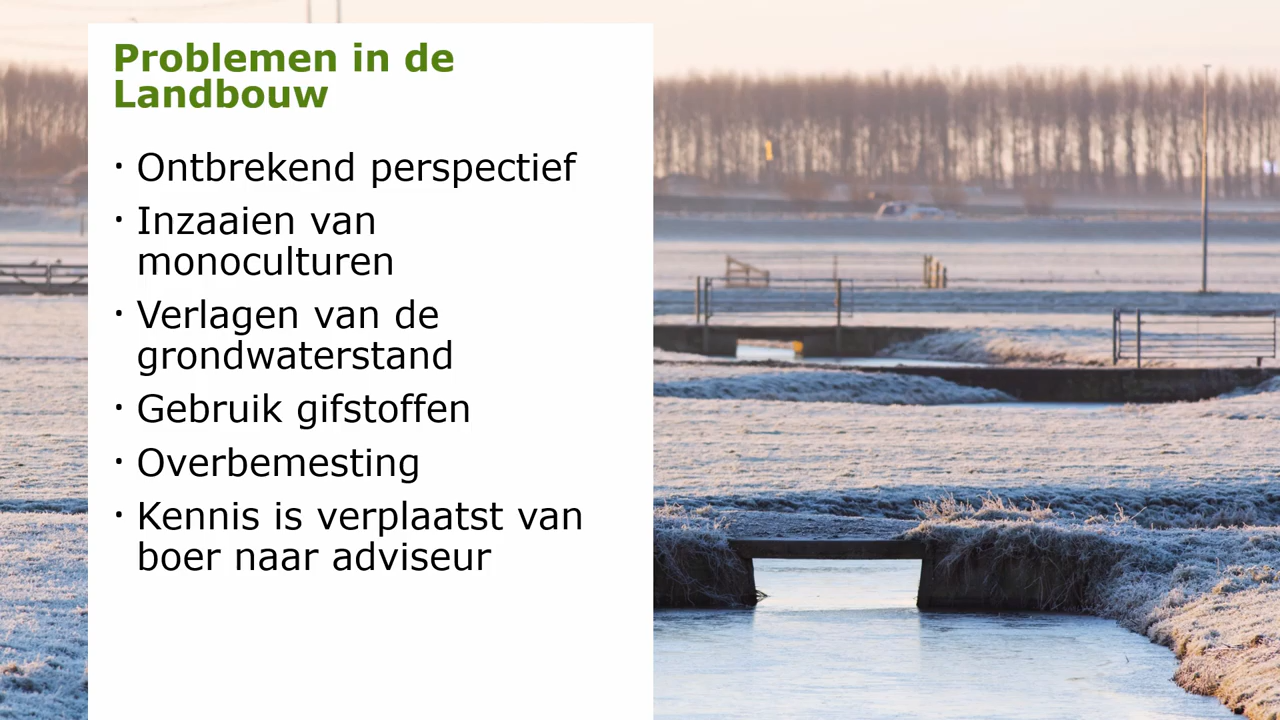 Problemen in de
Landbouw
· Ontbrekend perspectief
· Inzaaien van
monoculturen
· Verlagen van de
grondwaterstand
· Gebruik gifstoffen
· Overbemesting
· Kennis is verplaatst van
boer naar adviseur